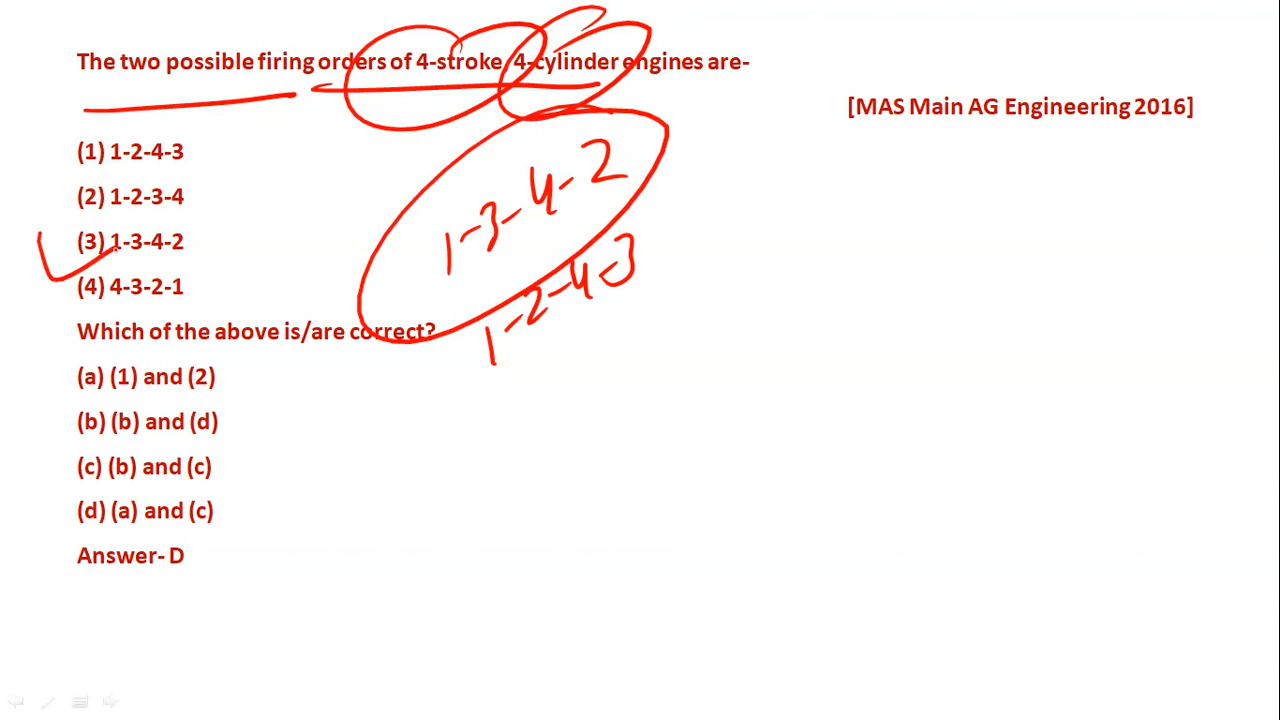 The two possible firing orders of 4-stroke, 4-cylinder engines are-
[MAS Main AG Engineering 2016]
(1) 1-2-4-3
(2) 1-2-3-4
(3) 1-3-4-2
(4) 4-3-2-1
1-3-4-2
1-2-4-3
Which of the above is/are correct?
(a) (1) and (2)
(b) (b) and (d)
(c) (b) and (c)
(d) (a) and (c)
Answer- D